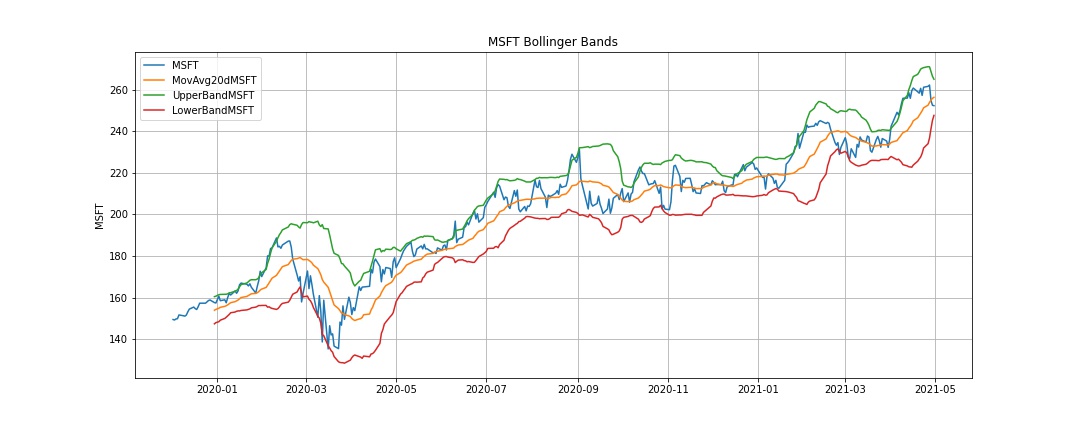 MSFT Bollinger Bands
MSFT
MovAvg20dMSFT
UpperBandMSFT
LowerBandMSFT
260
240
220
200
180
160
140
MSFT
2020-01 2020-03 2020-05 2020-07 2020-09 2020-11 2021-01 2021-03 2021-05